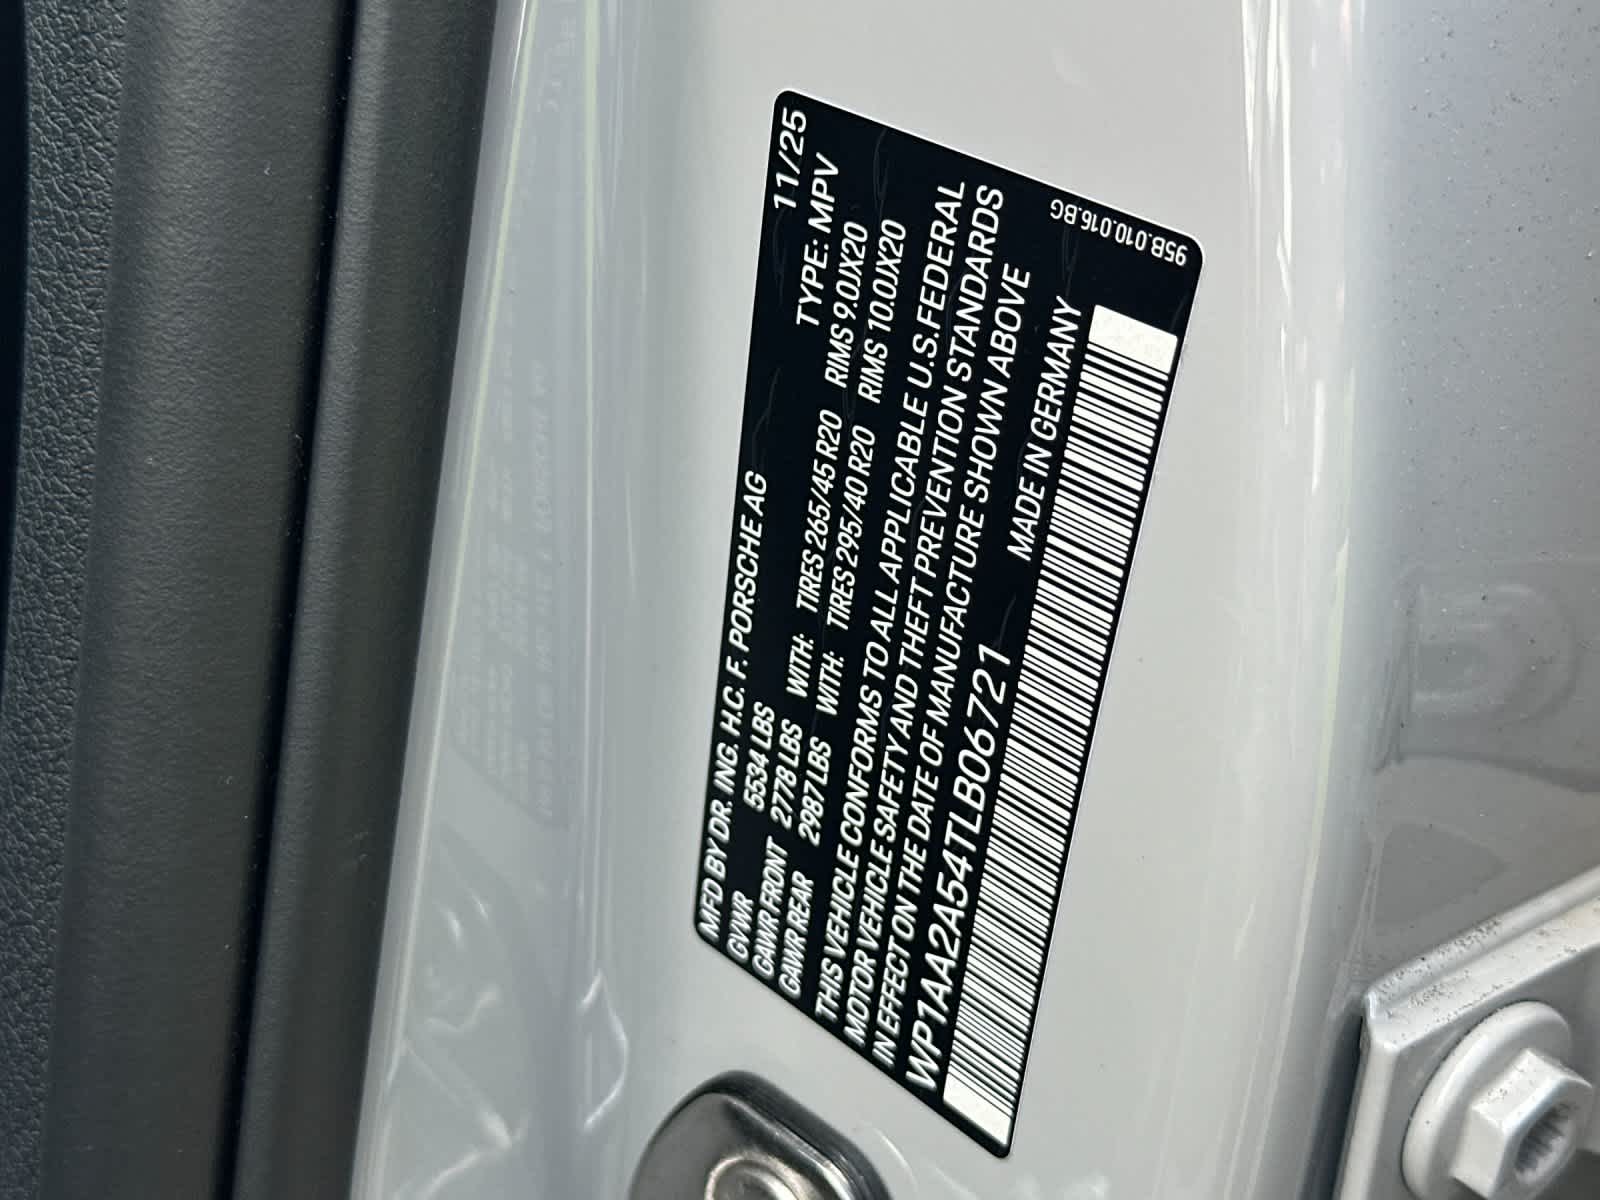 MFD BY DR. ING. H.C. F. PORSCHE AG 11/25
GVWR 5534 LBS TYPE: MPV
GAWR FRONT 2778 LBS WITH: TIRES 265/45 R20 RIMS 9.0JX20
GAWR REAR 2987 LBS WITH: TIRES 295/40 R20 RIMS 10.0JX20
THIS VEHICLE CONFORMS TO ALL APPLICABLE U.S.FEDERAL
MOTOR VEHICLE SAFETY AND THEFT PREVENTION STANDARDS
IN EFFECT ON THE DATE OF MANUFACTURE SHOWN ABOVE
WP1AA2A54TLB06721 MADE IN GERMANY
95B.010.016.BG